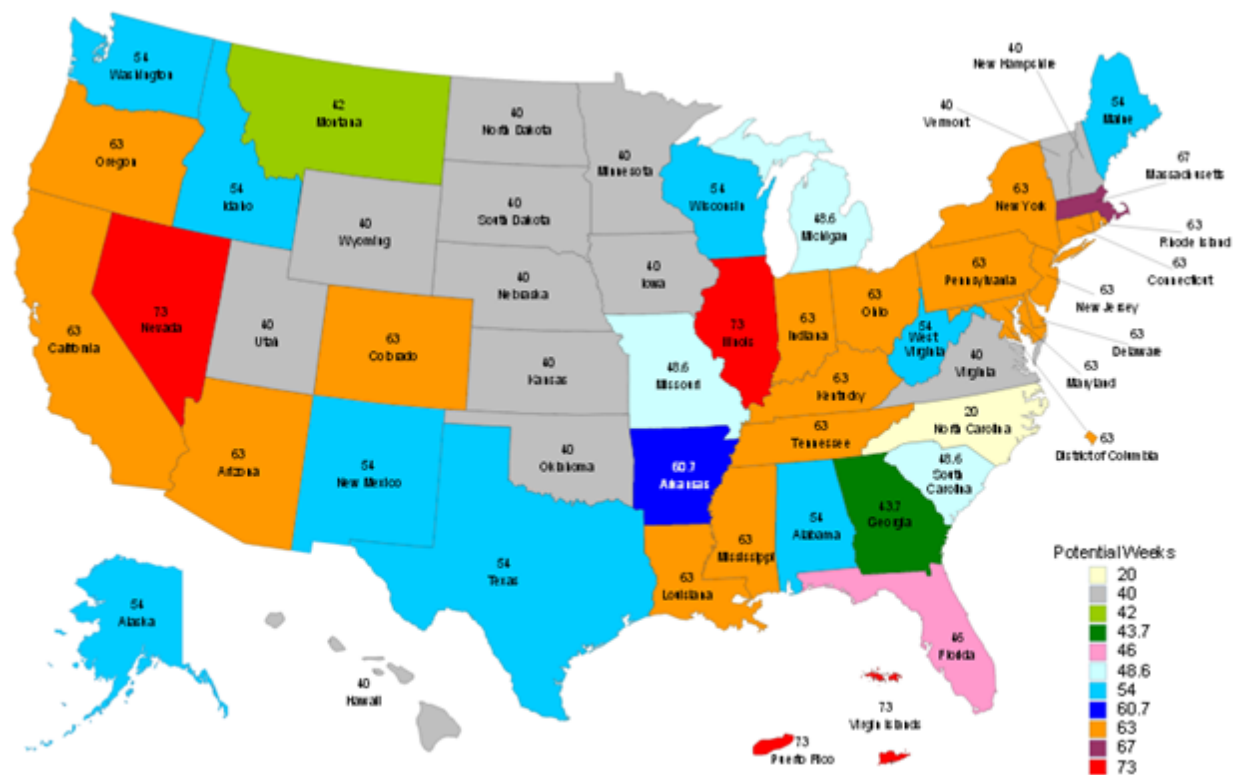 54
Washington
42
Montana
40
North Dakota
40
Minnesota
40
New Hampshire
40
Vermont
54
Maine
67
Massachusetts
63
Rhode Island
63
Connecticut
63
Oregon
54
Idaho
40
Wyoming
40
South Dakota
54
Wisconsin
48.6
Michigan
63
New York
63
Pennsylvania
63
New Jersey
63
Delaware
63
Maryland
63
District of Columbia
63
California
73
Nevada
40
Utah
63
Colorado
40
Nebraska
40
Iowa
73
Illinois
63
Indiana
63
Ohio
54
West
Virginia
40
Virginia
40
Kansas
48.6
Missouri
63
Kentucky
20
North Carolina
63
Tennessee
48.6
South
Carolina
63
Arizona
54
New Mexico
40
Oklahoma
60.7
Arkansas
63
Mississippi
54
Alabama
43.7
Georgia
54
Texas
63
Louisiana
46
Florida
54
Alaska
40
Hawaii
73
Virgin Islands
73
Puerto Rico
Potential Weeks
20
40
42
43.7
46
48.6
54
60.7
63
67
73